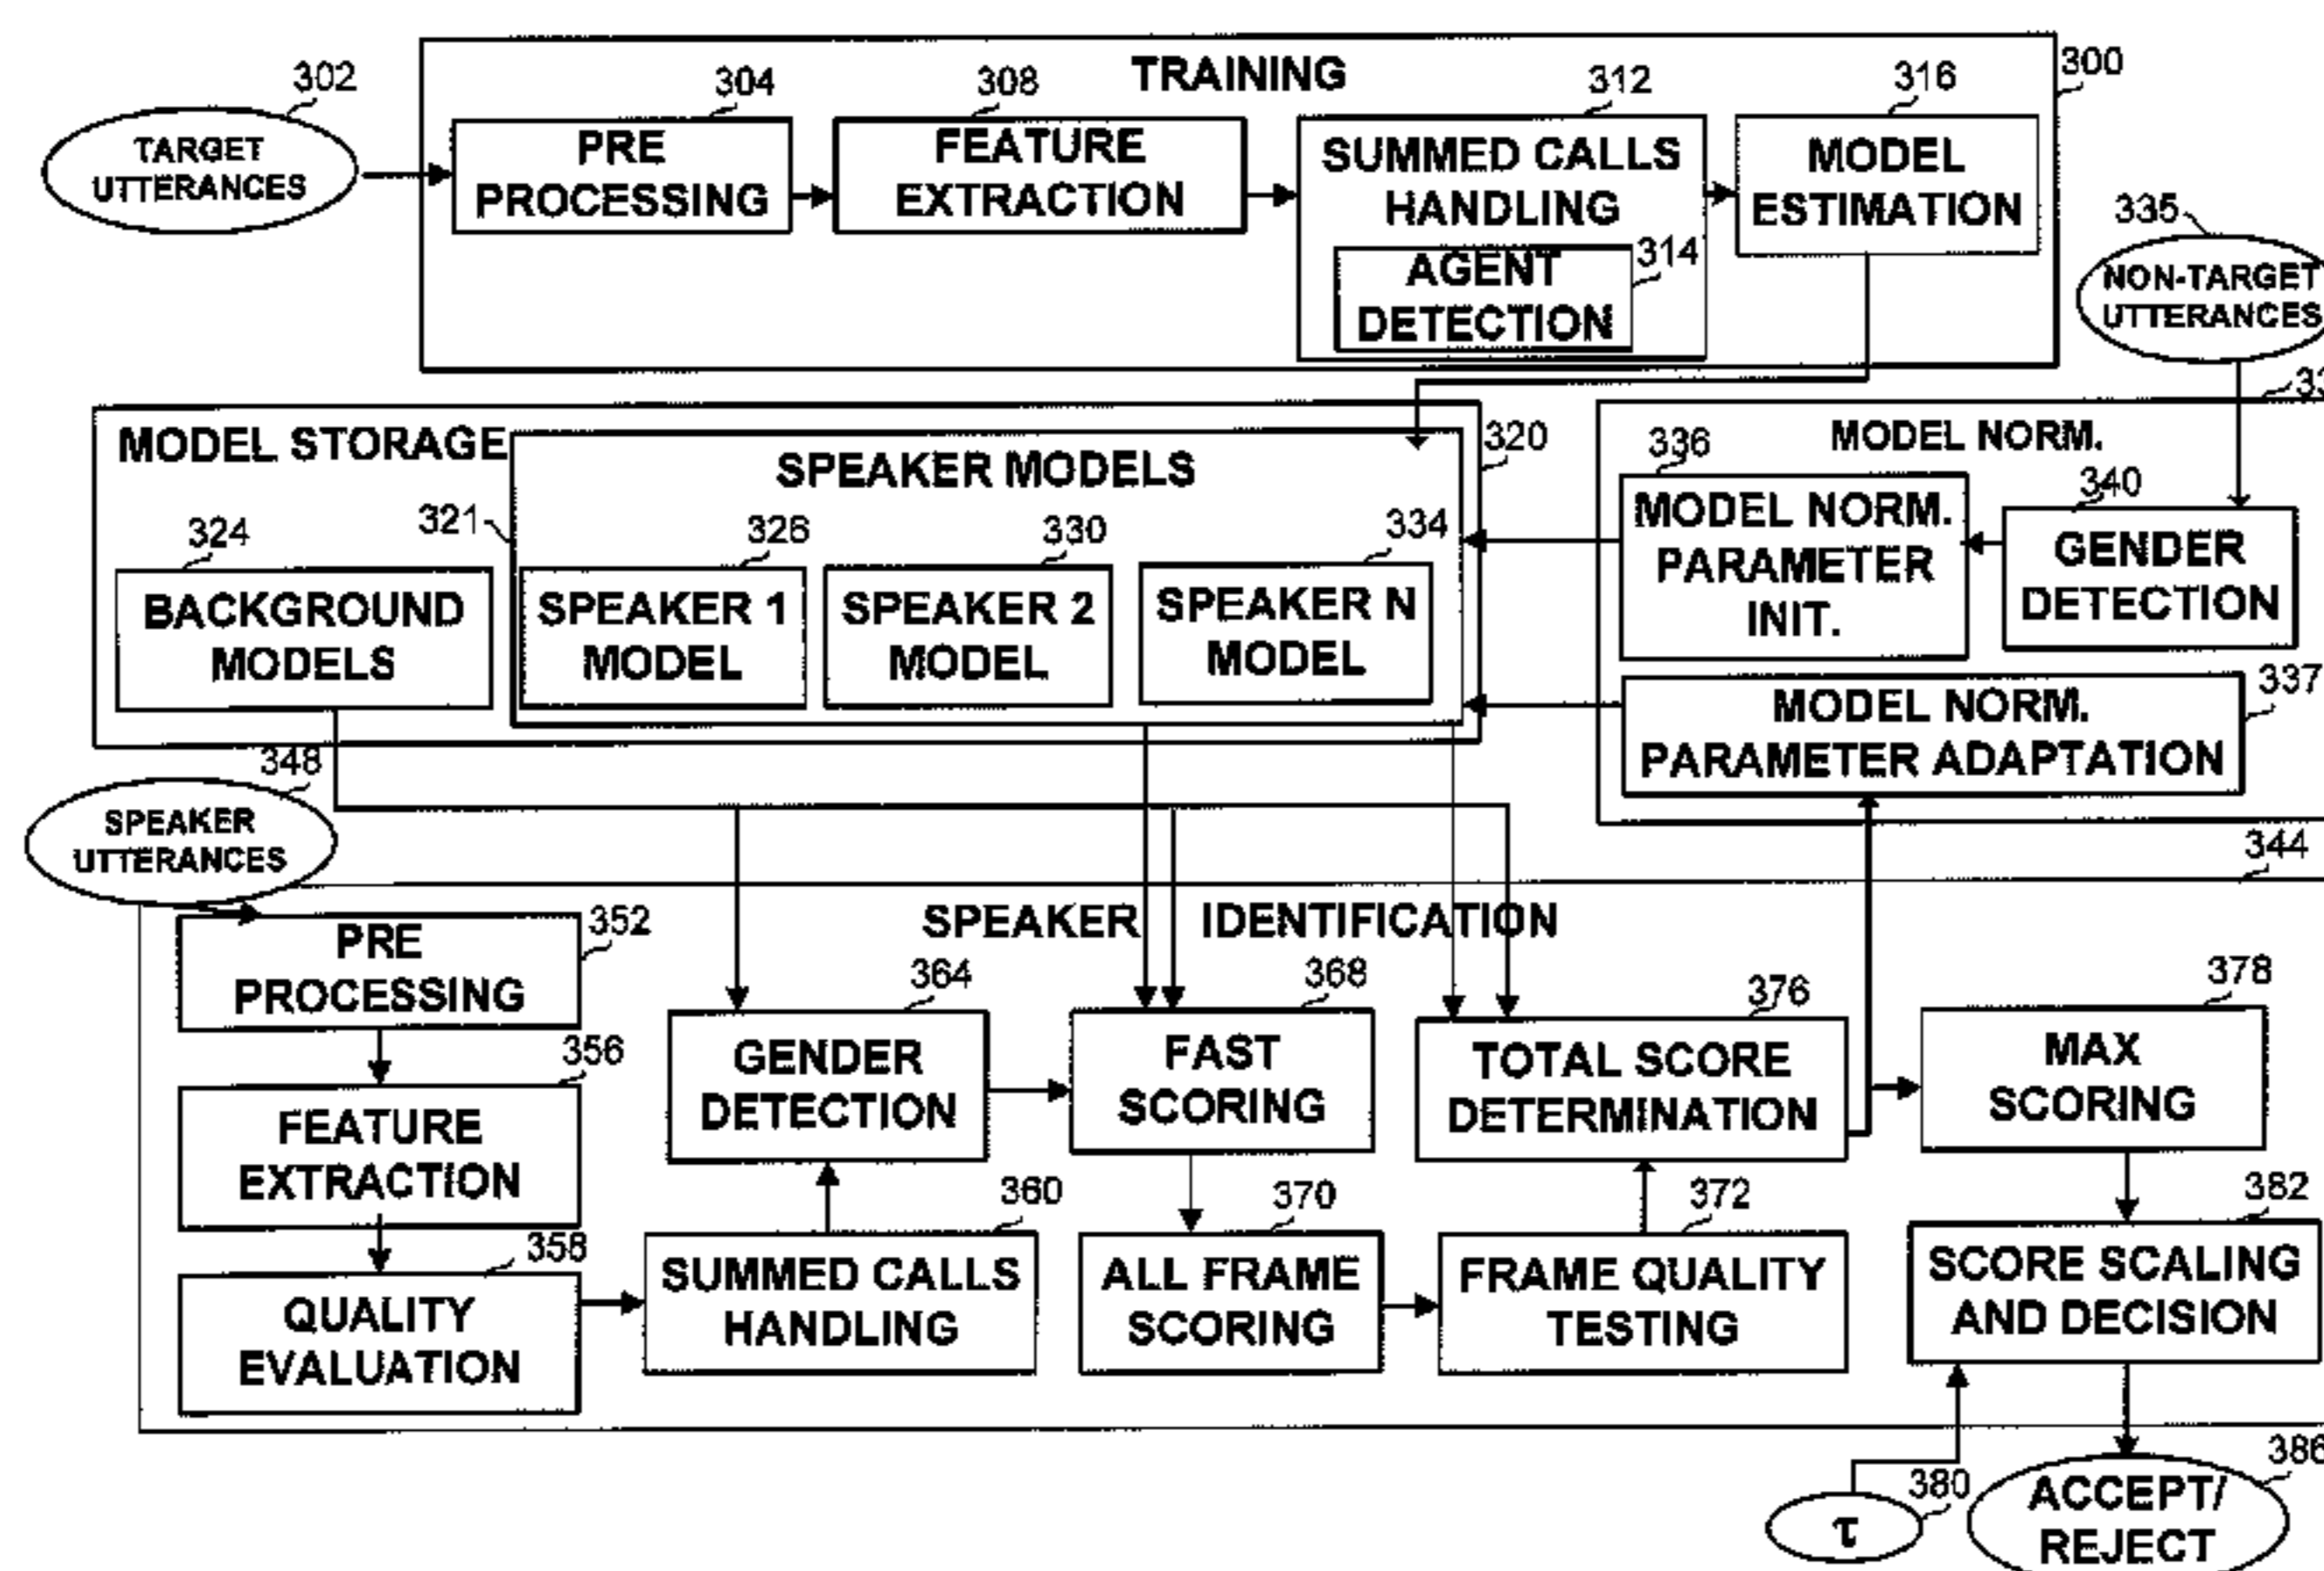 302
TARGET
UTTERANCES
TRAINING
300
304
PRE
PROCESSING
308
FEATURE
EXTRACTION
312
SUMMED CALLS
HANDLING
314
AGENT
DETECTION
316
MODEL
ESTIMATION
335
NON-TARGET
UTTERANCES
MODEL STORAGE
320
321
SPEAKER MODELS
324
BACKGROUND
MODELS
326
SPEAKER 1
MODEL
330
SPEAKER 2
MODEL
334
SPEAKER N
MODEL
MODEL NORM.
336
MODEL NORM.
PARAMETER
INIT.
340
GENDER
DETECTION
337
MODEL NORM.
PARAMETER ADAPTATION
348
SPEAKER
UTTERANCES
344
SPEAKER IDENTIFICATION
352
PRE
PROCESSING
356
FEATURE
EXTRACTION
358
QUALITY
EVALUATION
364
GENDER
DETECTION
360
SUMMED CALLS
HANDLING
368
FAST
SCORING
370
ALL FRAME
SCORING
376
TOTAL SCORE
DETERMINATION
372
FRAME QUALITY
TESTING
378
MAX
SCORING
382
SCORE SCALING
AND DECISION
380
τ
386
ACCEPT/
REJECT